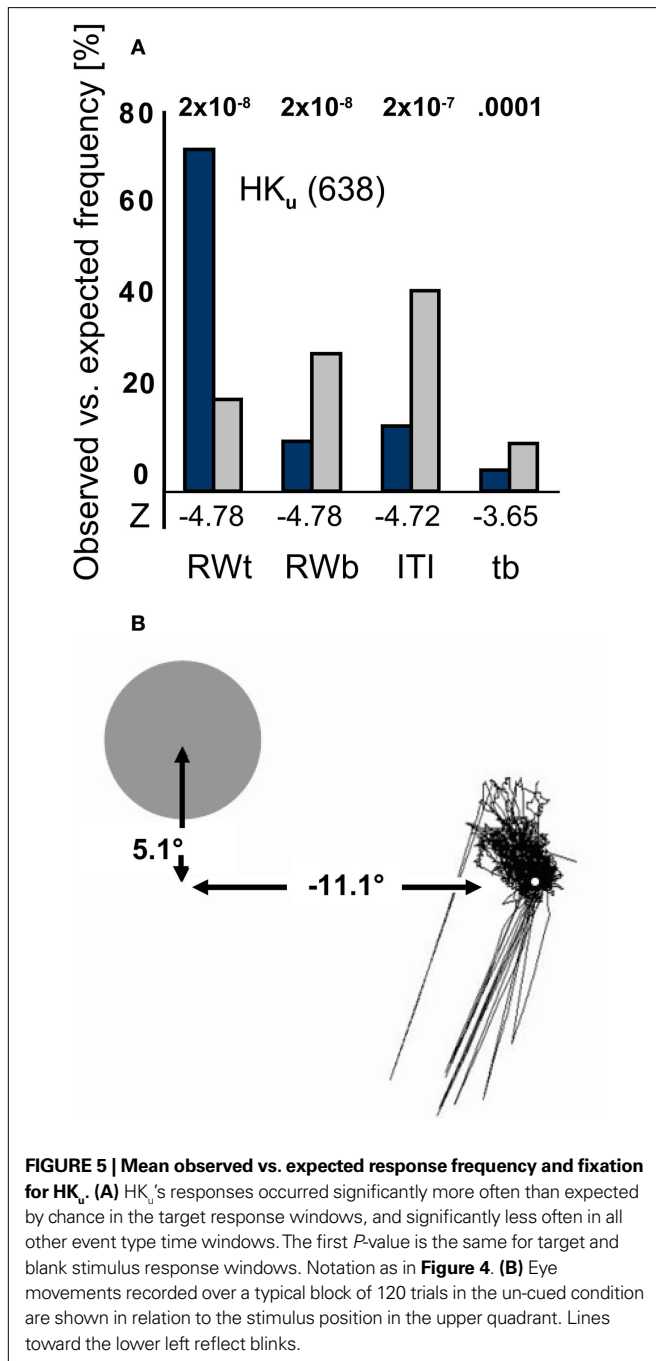 A
Observed vs. expected frequency [%]
2x10⁻⁸ 2x10⁻⁸ 2x10⁻⁷ .0001
80
HKᵤ (638)
60
40
20
0
Z -4.78 -4.78 -4.72 -3.65
RWt RWb ITI tb
B
5.1°
-11.1°
FIGURE 5 | Mean observed vs. expected response frequency and fixation
for HKᵤ. (A) HKᵤ's responses occurred significantly more often than expected
by chance in the target response windows, and significantly less often in all
other event type time windows. The first P-value is the same for target and
blank stimulus response windows. Notation as in Figure 4. (B) Eye
movements recorded over a typical block of 120 trials in the un-cued condition
are shown in relation to the stimulus position in the upper quadrant. Lines
toward the lower left reflect blinks.